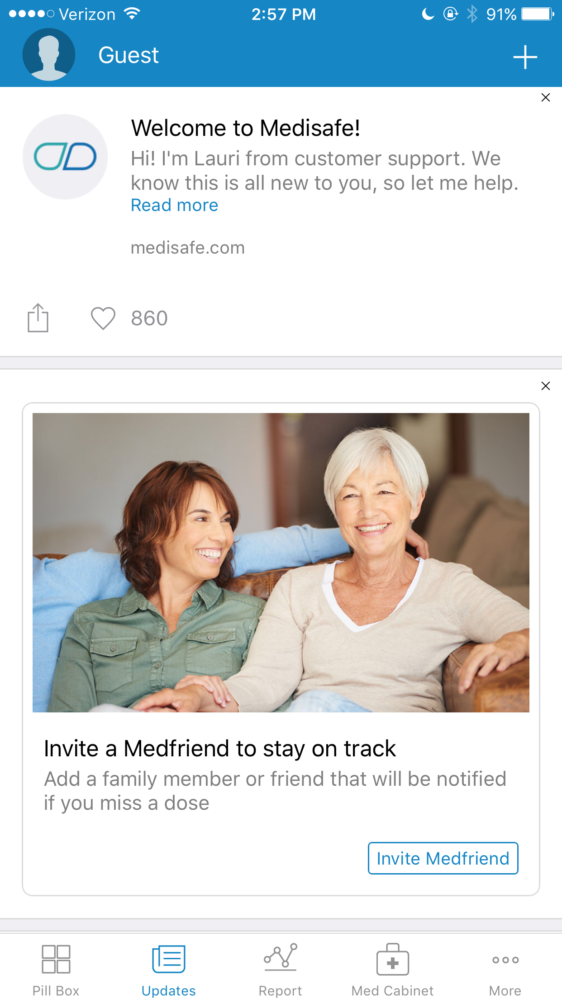 Verizon 2:57 PM 91%
Guest
Welcome to Medisafe!
Hi! I'm Lauri from customer support. We
know this is all new to you, so let me help.
Read more
medisafe.com
860
Invite a Medfriend to stay on track
Add a family member or friend that will be notified
if you miss a dose
Invite Medfriend
Pill Box Updates Report Med Cabinet More